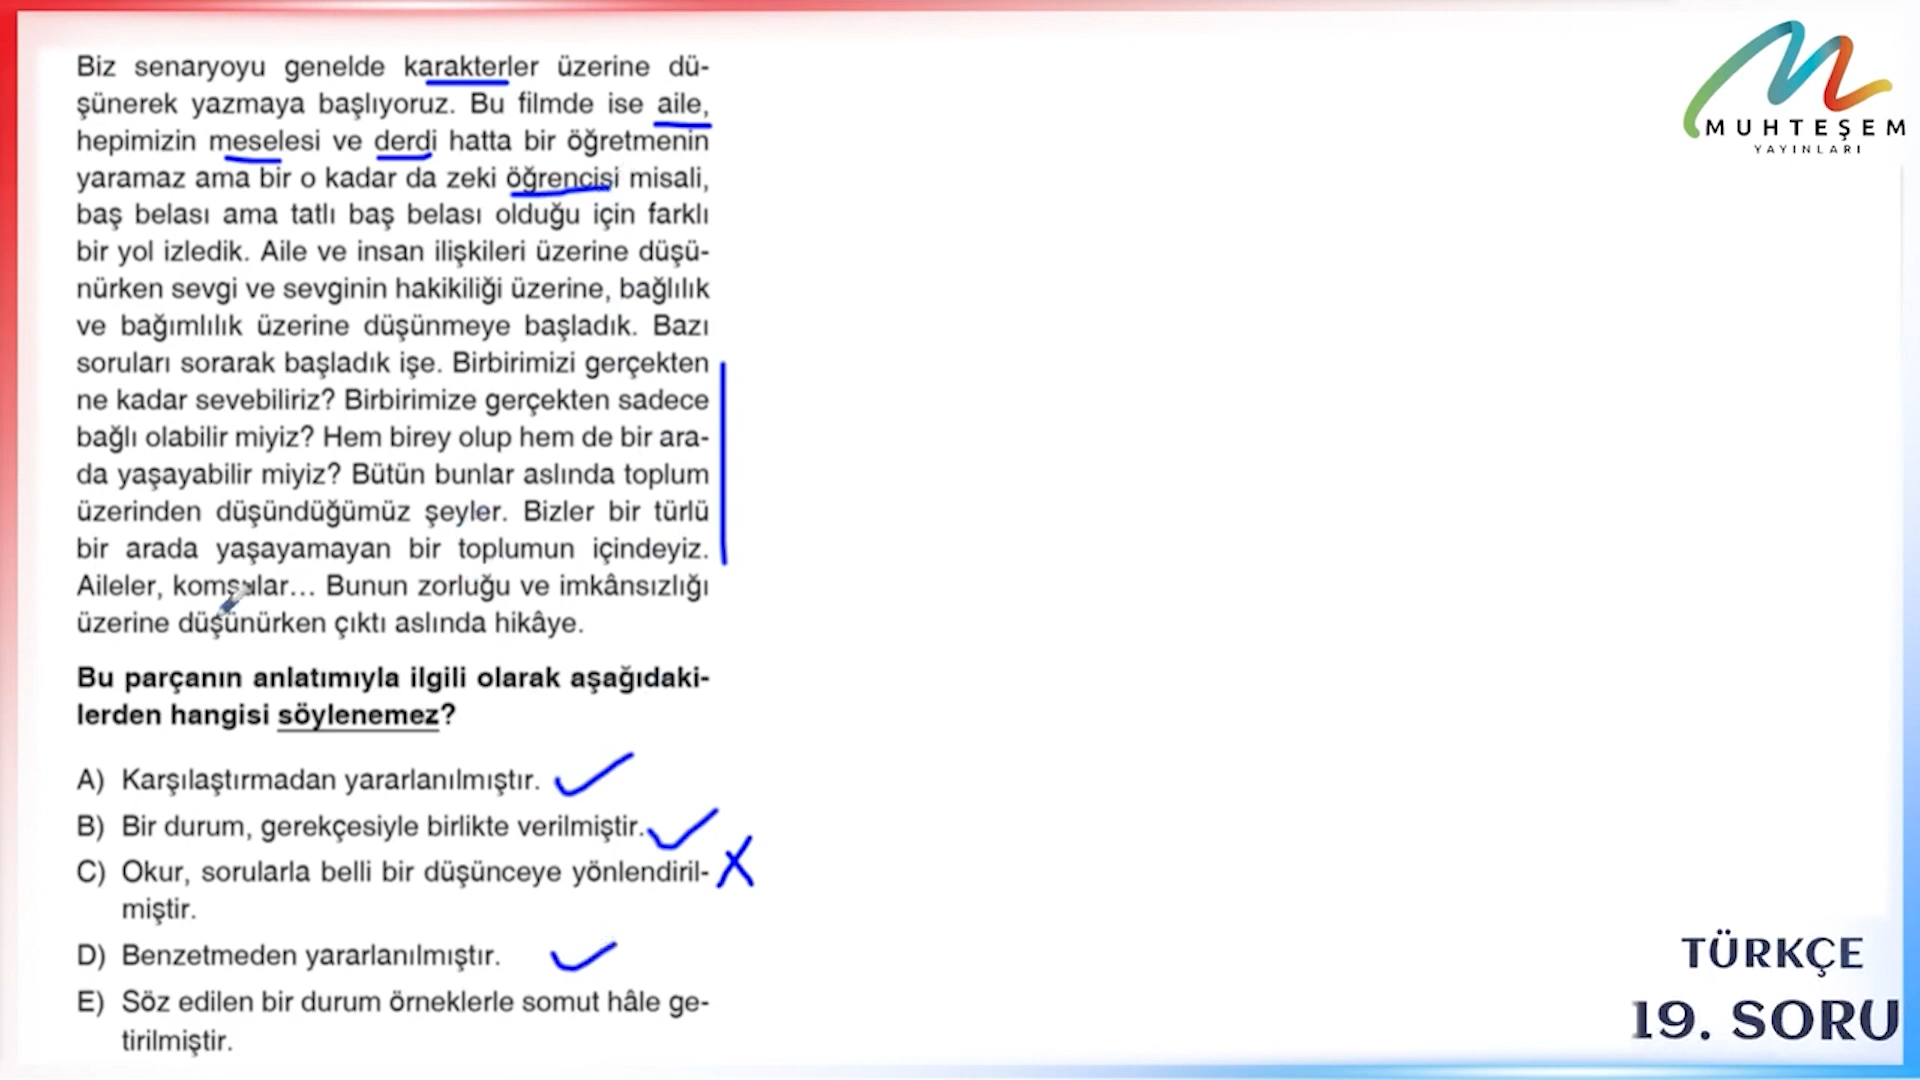 Biz senaryoyu genelde karakterler üzerine dü-
şünerek yazmaya başlıyoruz. Bu filmde ise aile,
hepimizin meselesi ve derdi hatta bir öğretmenin
yaramaz ama bir o kadar da zeki öğrencisi misali,
baş belası ama tatlı baş belası olduğu için farklı
bir yol izledik. Aile ve insan ilişkileri üzerine düşü-
nürken sevgi ve sevginin hakikiliği üzerine, bağlılık
ve bağımlılık üzerine düşünmeye başladık. Bazı
soruları sorarak başladık işe. Birbirimizi gerçekten
ne kadar sevebiliriz? Birbirimize gerçekten sadece
bağlı olabilir miyiz? Hem birey olup hem de bir ara-
da yaşayabilir miyiz? Bütün bunlar aslında toplum
üzerinden düşündüğümüz şeyler. Bizler bir türlü
bir arada yaşayamayan bir toplumun içindeyiz.
Aileler, komşular... Bunun zorluğu ve imkânsızlığı
üzerine düşünürken çıktı aslında hikâye.
Bu parçanın anlatımıyla ilgili olarak aşağıdaki-
lerden hangisi söylenemez?
A) Karşılaştırmadan yararlanılmıştır.
B) Bir durum, gerekçesiyle birlikte verilmiştir.
C) Okur, sorularla belli bir düşünceye yönlendiril-
miştir.
D) Benzetmeden yararlanılmıştır.
E) Söz edilen bir durum örneklerle somut hâle ge-
tirilmiştir.
MUHTEŞEM
YAYINLARI
TÜRKÇE
19. SORU